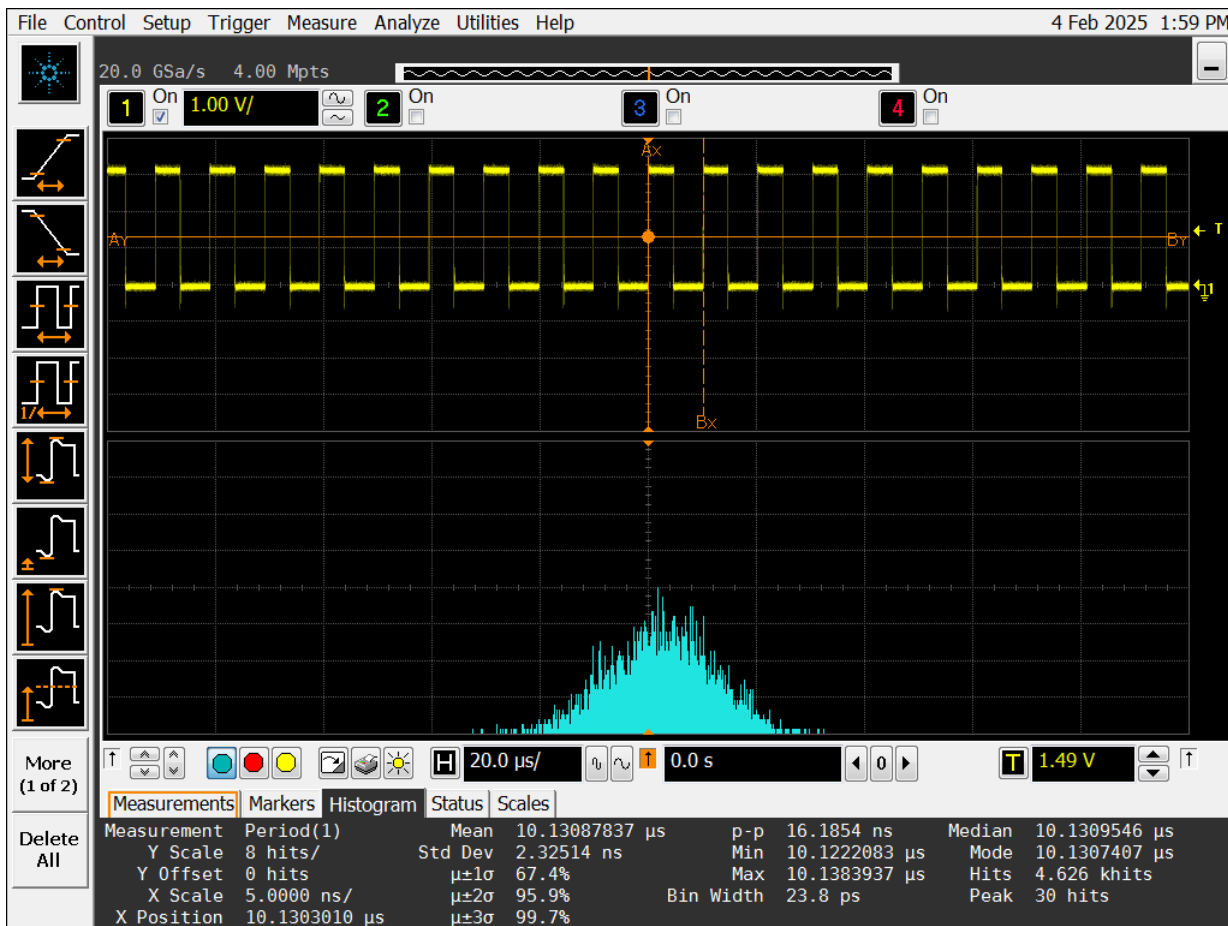 File Control Setup Trigger Measure Analyze Utilities Help 4 Feb 2025 1:59 PM
20.0 GSa/s 4.00 Mpts
1 On 1.00 V/ 2 On 3 On 4 On
Ax
AY BY T
1
Bx
1/
More
(1 of 2)
Delete
All
H 20.0 µs/ 0.0 s 0 T 1.49 V
Measurements Markers Histogram Status Scales
Measurement Period(1) Mean 10.13087837 µs p-p 16.1854 ns Median 10.1309546 µs
Y Scale 8 hits/ Std Dev 2.32514 ns Min 10.1222083 µs Mode 10.1307407 µs
Y Offset 0 hits µ±1σ 67.4% Max 10.1383937 µs Hits 4.626 khits
X Scale 5.0000 ns/ µ±2σ 95.9% Bin Width 23.8 ps Peak 30 hits
X Position 10.1303010 µs µ±3σ 99.7%